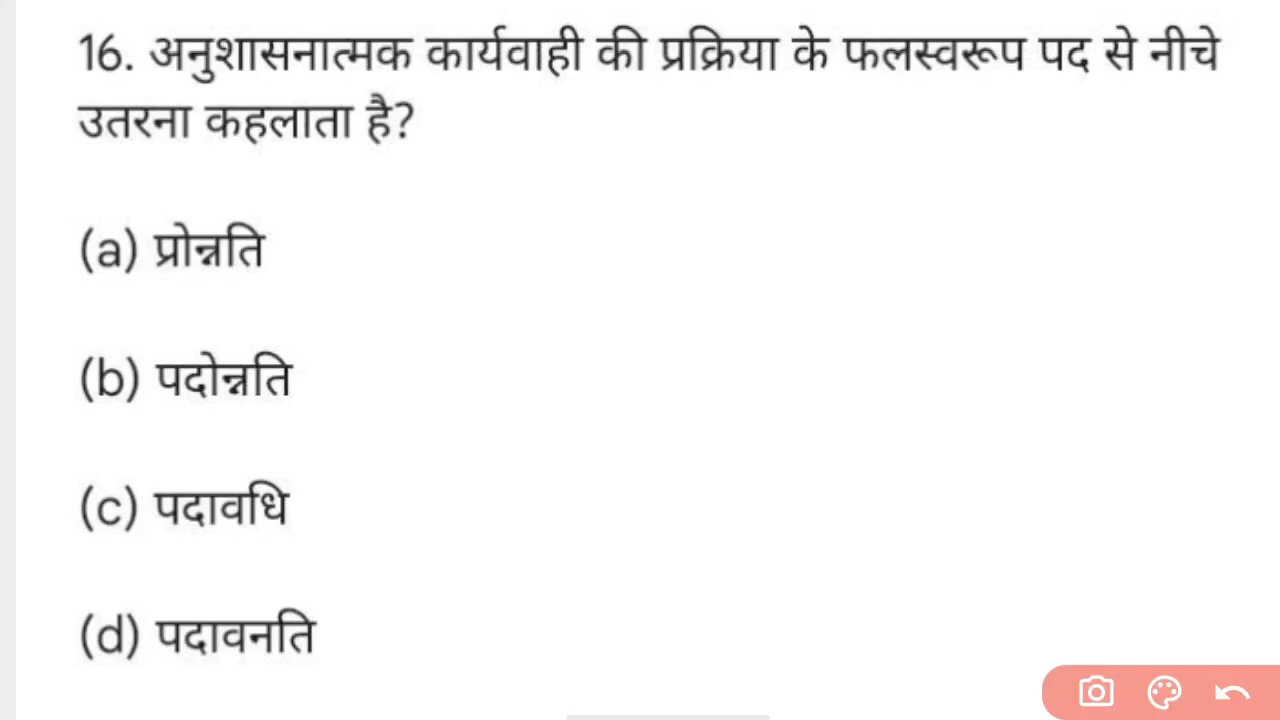 16. अनुशासनात्मक कार्यवाही की प्रक्रिया के फलस्वरूप पद से नीचे
उतरना कहलाता है?
(a) प्रोन्नति
(b) पदोन्नति
(c) पदावधि
(d) पदावनति